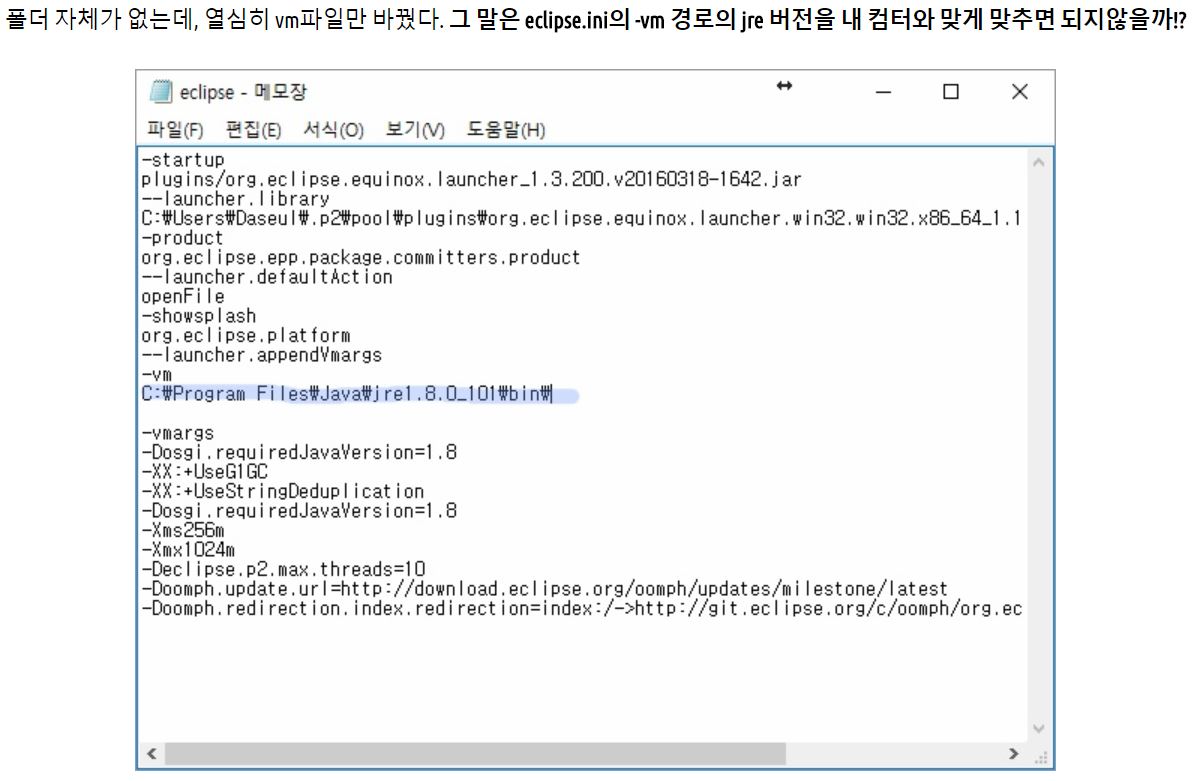 폴더 자체가 없는데, 열심히 vm파일만 바꿨다. 그 말은 eclipse.ini의 -vm 경로의 jre 버전을 내 컴터와 맞게 맞추면 되지않을까!?
eclipse - 메모장
파일(F) 편집(E) 서식(O) 보기(V) 도움말(H)
-startup
plugins/org.eclipse.equinox.launcher_1.3.200.v20160318-1642.jar
--launcher.library
C:₩Users₩Daseul₩.p2₩pool₩plugins₩org.eclipse.equinox.launcher.win32.win32.x86_64_1.1
-product
org.eclipse.epp.package.committers.product
--launcher.defaultAction
openFile
-showsplash
org.eclipse.platform
--launcher.appendVmargs
-vm
C:₩Program Files₩Java₩jre1.8.0_101₩bin₩
-vmargs
-Dosgi.requiredJavaVersion=1.8
-XX:+UseG1GC
-XX:+UseStringDeduplication
-Dosgi.requiredJavaVersion=1.8
-Xms256m
-Xmx1024m
-Declipse.p2.max.threads=10
-Doomph.update.url=http://download.eclipse.org/oomph/updates/milestone/latest
-Doomph.redirection.index.redirection=index:/->http://git.eclipse.org/c/oomph/org.ec